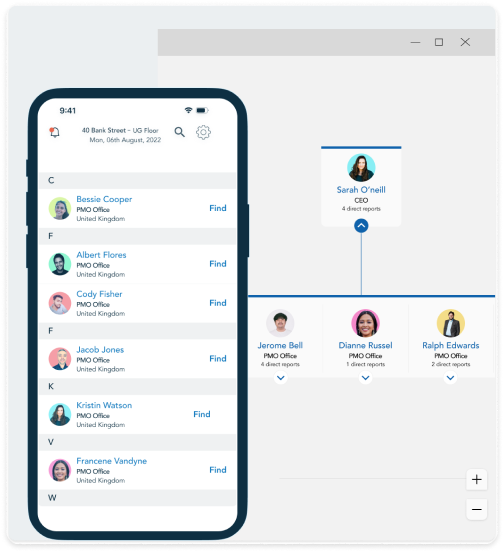 9:41
40 Bank Street - UG Floor
Mon, 06th August, 2022
C
Bessie Cooper
PMO Office
United Kingdom
Find
F
Albert Flores
PMO Office
United Kingdom
Find
Cody Fisher
PMO Office
United Kingdom
Find
F
Jacob Jones
PMO Office
United Kingdom
Find
K
Kristin Watson
PMO Office
United Kingdom
Find
V
Francene Vandyne
PMO Office
United Kingdom
Find
W
Sarah O'neill
CEO
4 direct reports
Jerome Bell
PMO Office
4 direct reports
Dianne Russel
PMO Office
1 direct reports
Ralph Edwards
PMO Office
2 direct reports